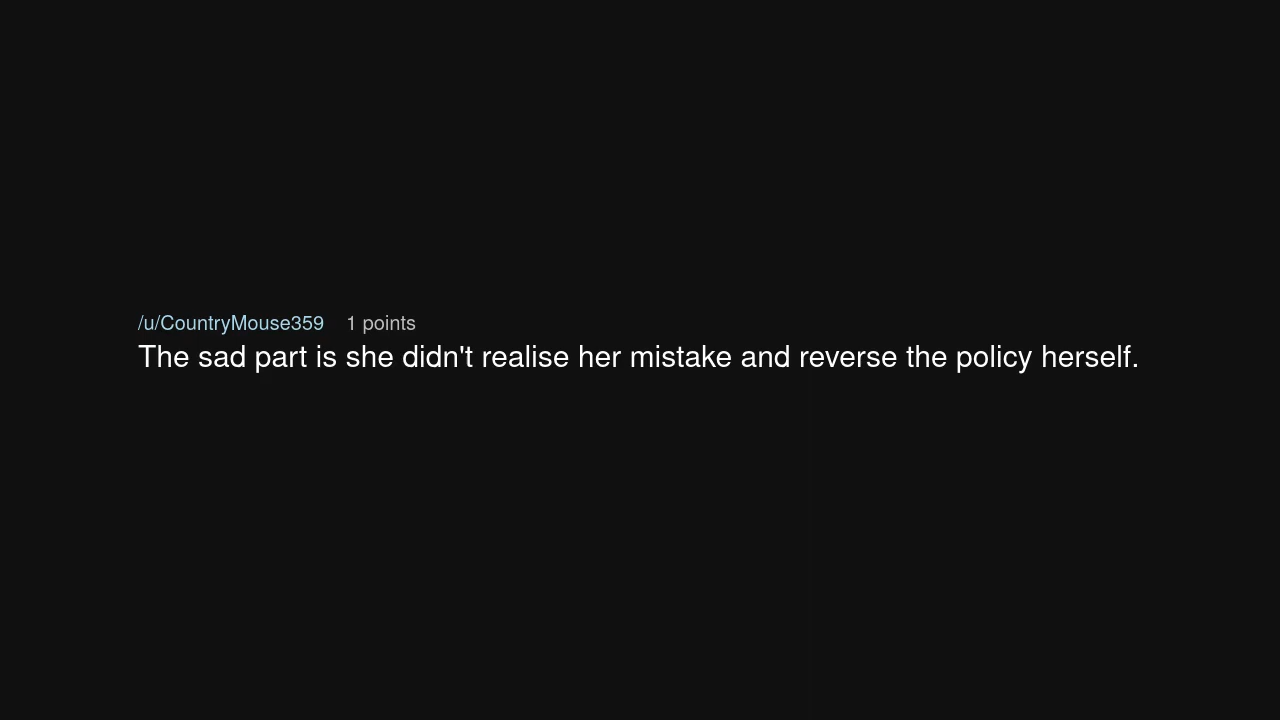 /u/CountryMouse359 1 points
The sad part is she didn't realise her mistake and reverse the policy herself.